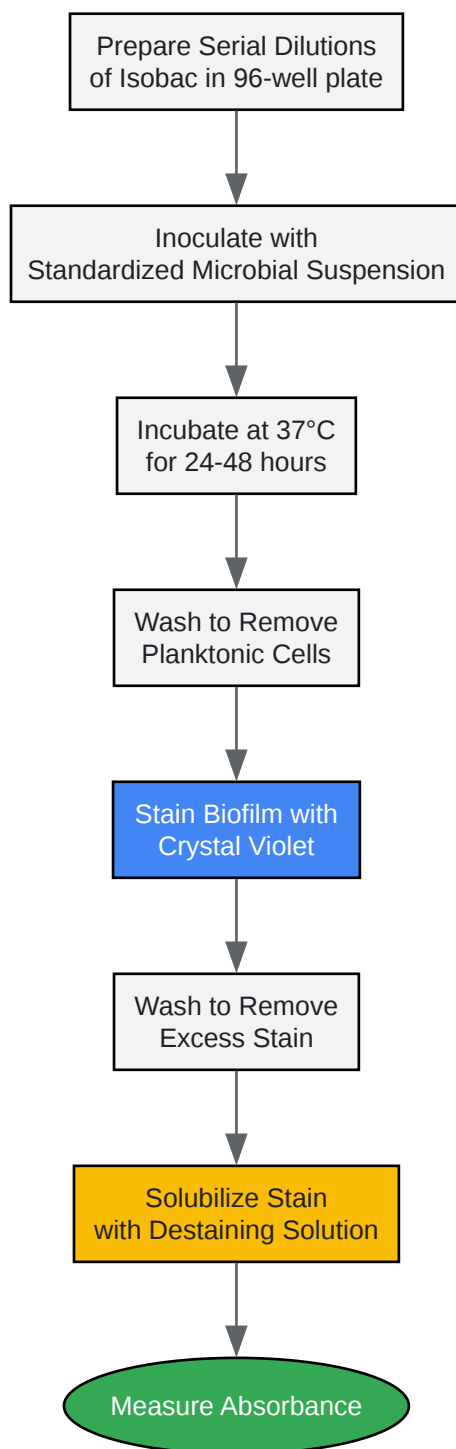 Prepare Serial Dilutions
of Isobac in 96-well plate
Inoculate with
Standardized Microbial Suspension
Incubate at 37°C
for 24-48 hours
Wash to Remove
Planktonic Cells
Stain Biofilm with
Crystal Violet
Wash to Remove
Excess Stain
Solubilize Stain
with Destaining Solution
Measure Absorbance